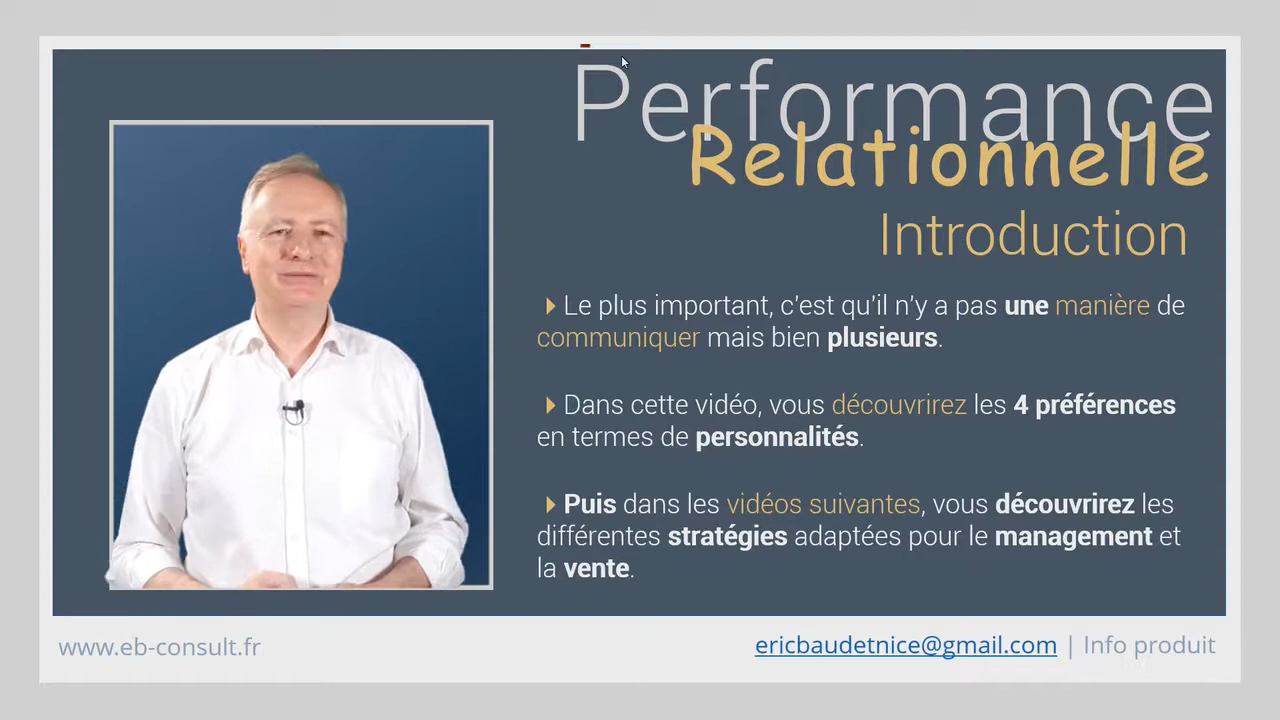 Performance
Relationnelle
Introduction
Le plus important, c'est qu'il n'y a pas une manière de
communiquer mais bien plusieurs.
Dans cette vidéo, vous découvrirez les 4 préférences
en termes de personnalités.
Puis dans les vidéos suivantes, vous découvrirez les
différentes stratégies adaptées pour le management et
la vente.
www.eb-consult.fr
ericbaudetnice@gmail.com | Info produit